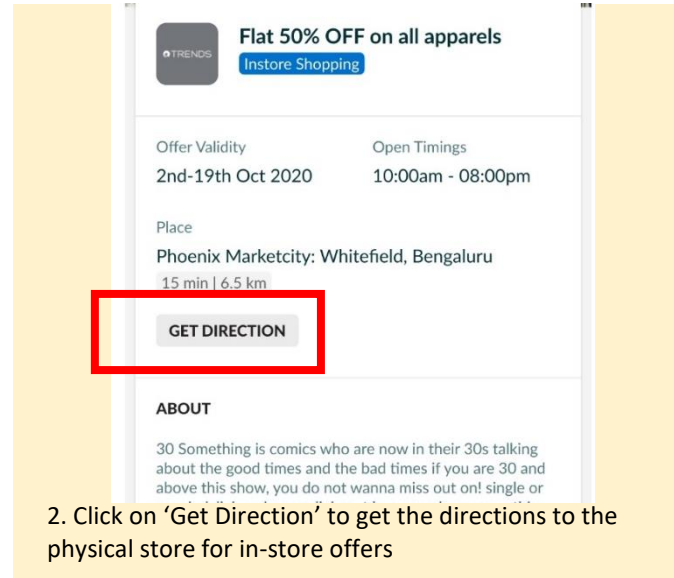 TRENDS
Flat 50% OFF on all apparels
Instore Shopping
Offer Validity
Open Timings
2nd-19th Oct 2020
10:00am - 08:00pm
Place
Phoenix Marketcity: Whitefield, Bengaluru
15 min | 6.5 km
GET DIRECTION
ABOUT
30 Something is comics who are now in their 30s talking
about the good times and the bad times if you are 30 and
above this show, you do not wanna miss out on! single or
2. Click on ‘Get Direction’ to get the directions to the
physical store for in-store offers